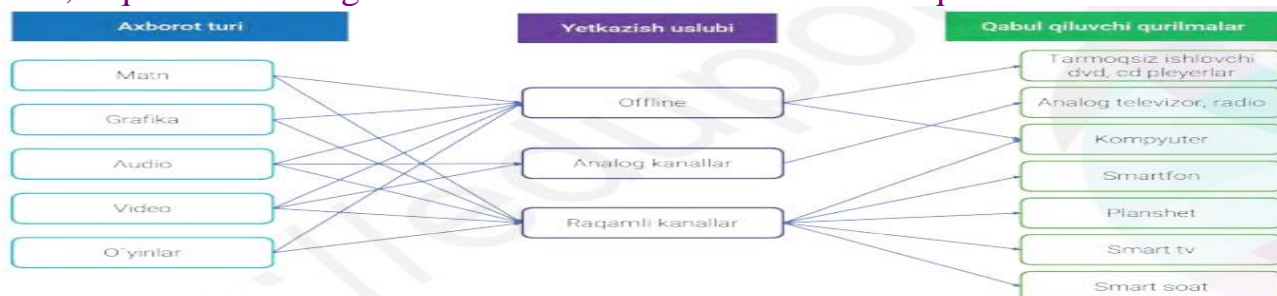 Axborot turi
Yetkazish uslubi
Qabul qiluvchi qurilmalar
Matn
Grafika
Audio
Video
O`yinlar
Offline
Analog kanallar
Raqamli kanallar
Tarmoqsiz ishlovchi
dvd, cd pleyerlar
Analog televizor, radio
Kompyuter
Smartfon
Planshet
Smart tv
Smart soat